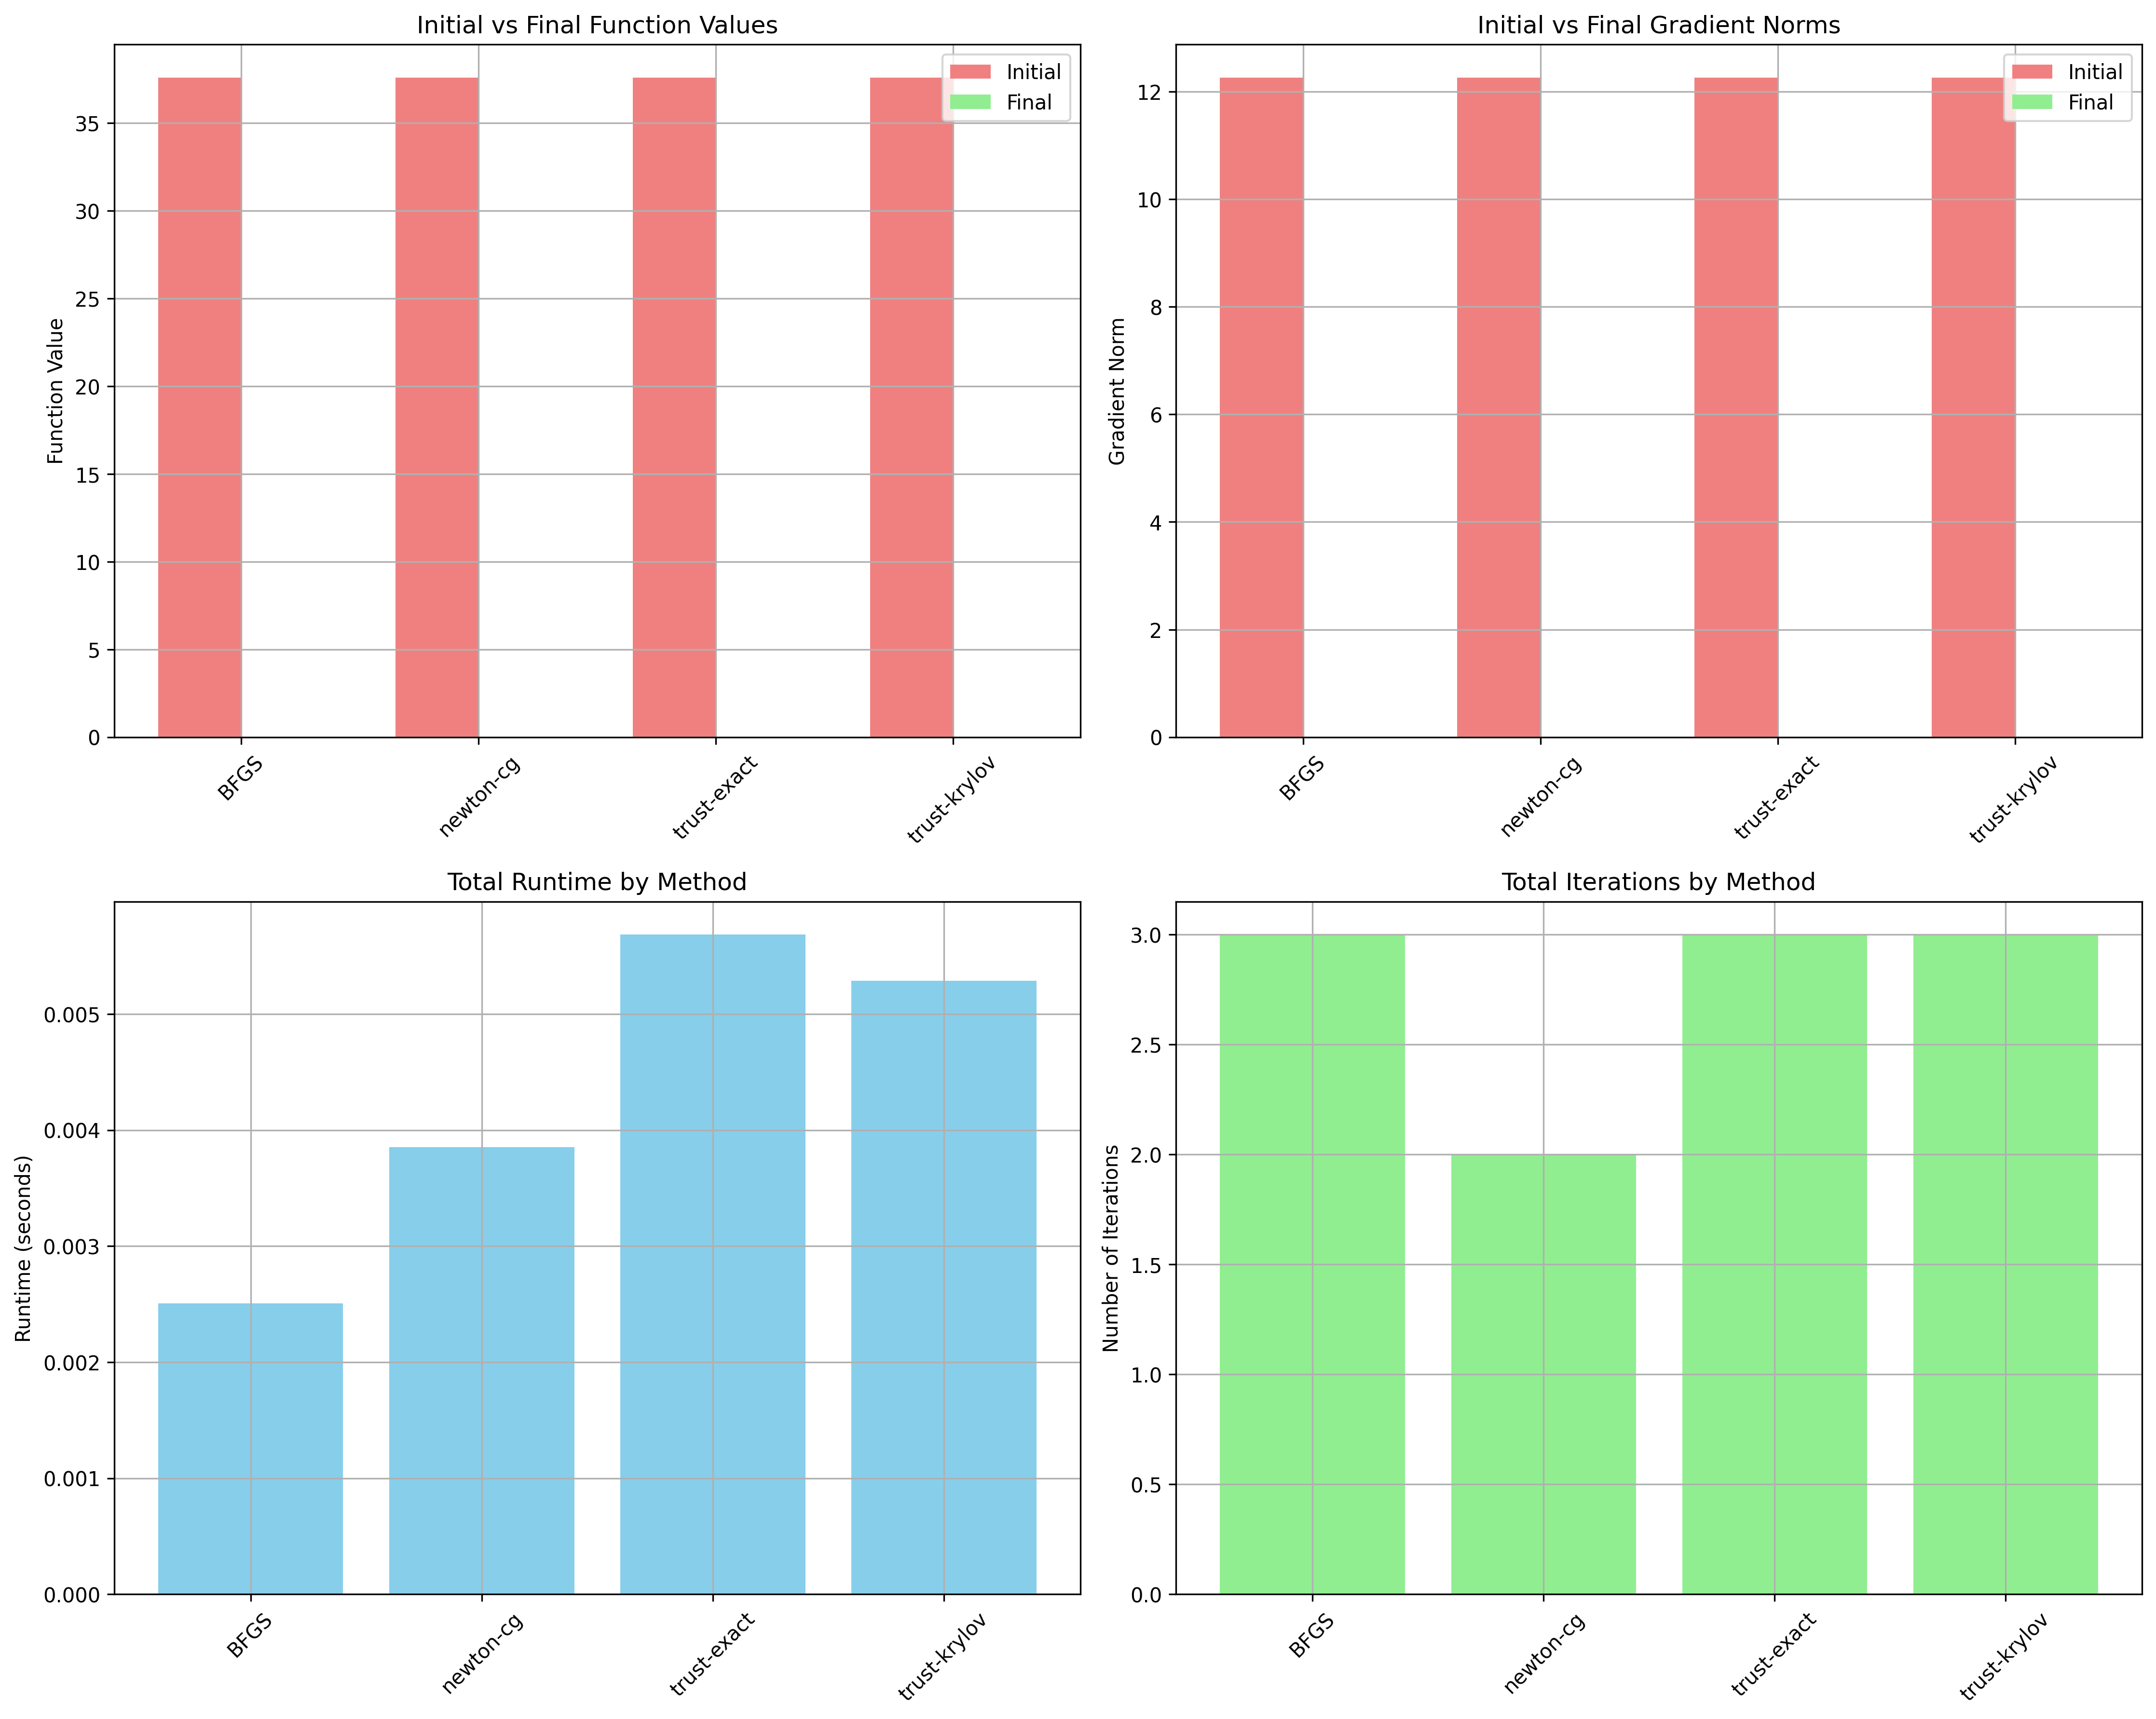 Initial vs Final Function Values
Function Value
35
30
25
20
15
10
5
0
Initial
Final
BFGS
newton-cg
trust-exact
trust-krylov
Initial vs Final Gradient Norms
Gradient Norm
12
10
8
6
4
2
0
Initial
Final
BFGS
newton-cg
trust-exact
trust-krylov
Total Runtime by Method
Runtime (seconds)
0.005
0.004
0.003
0.002
0.001
0.000
BFGS
newton-cg
trust-exact
trust-krylov
Total Iterations by Method
Number of Iterations
3.0
2.5
2.0
1.5
1.0
0.5
0.0
BFGS
newton-cg
trust-exact
trust-krylov